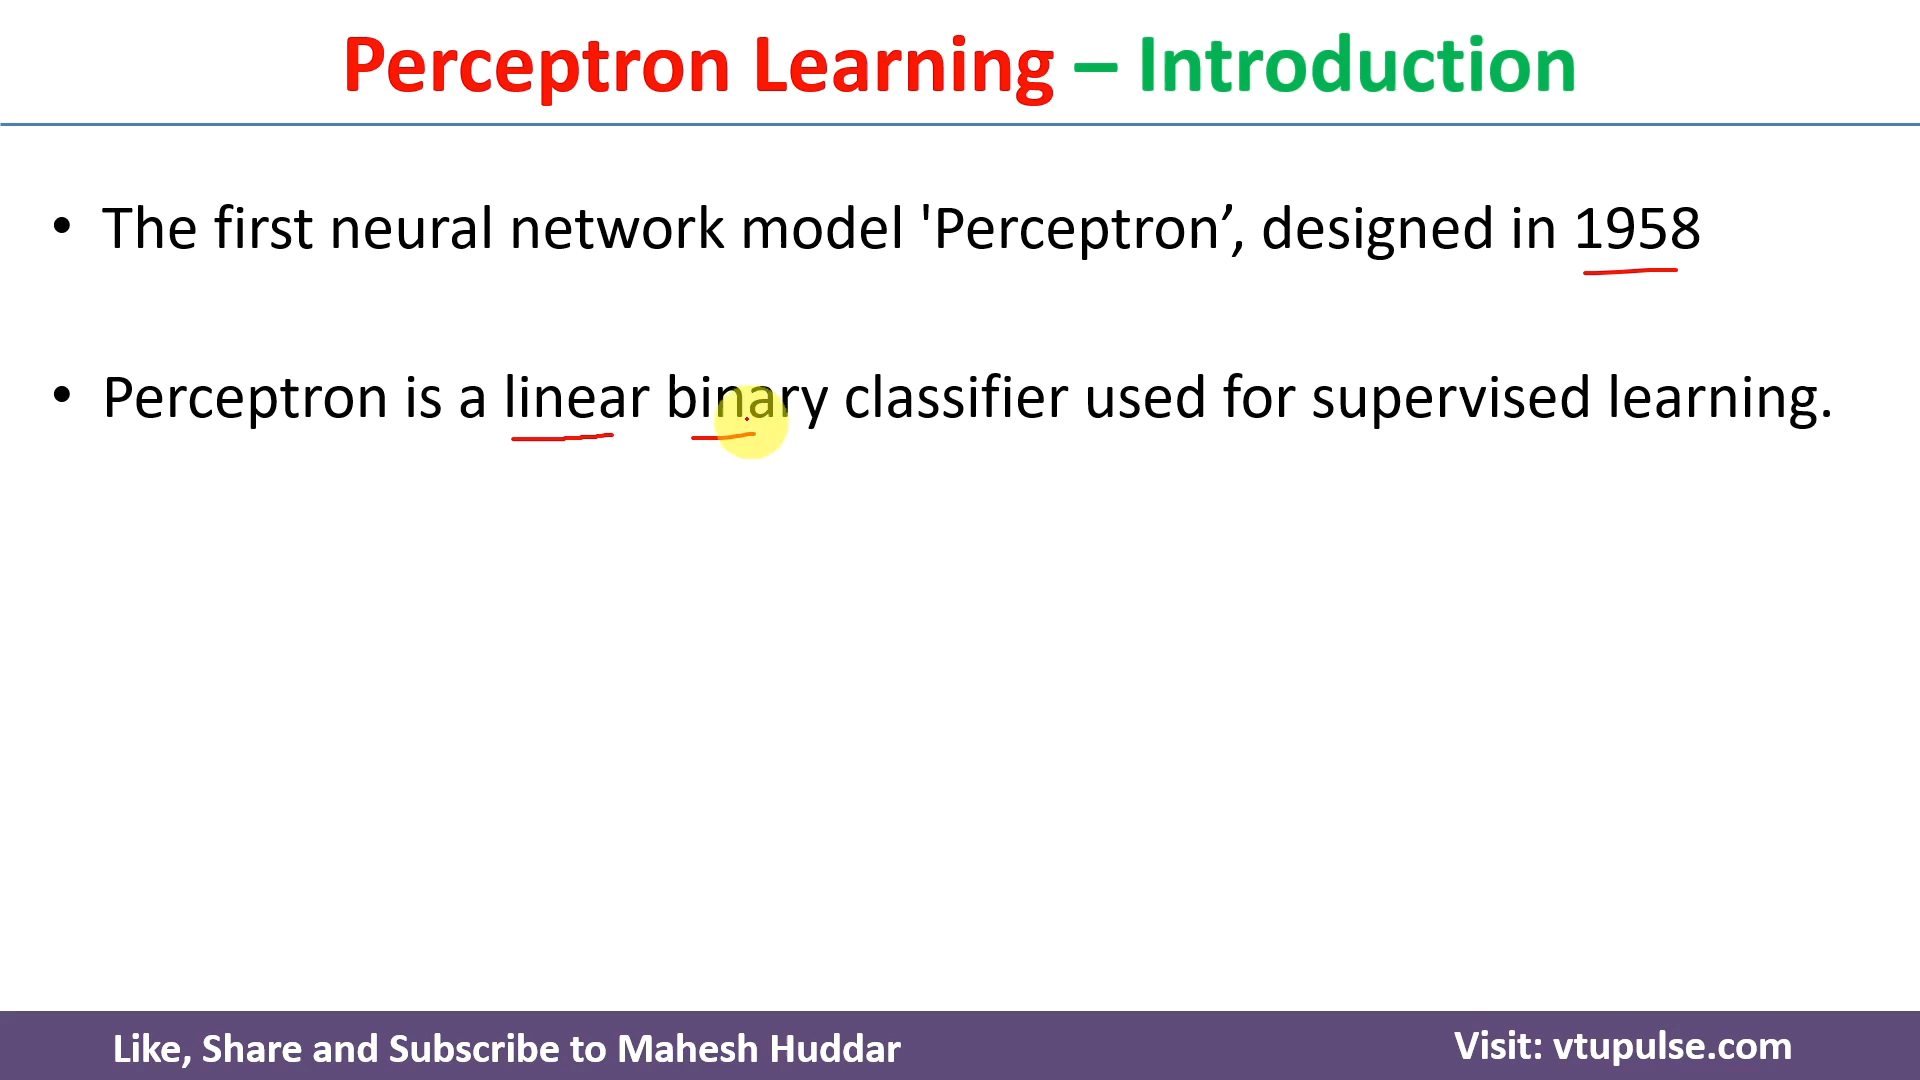 Perceptron Learning – Introduction
• The first neural network model 'Perceptron’, designed in 1958
• Perceptron is a linear binary classifier used for supervised learning.
Like, Share and Subscribe to Mahesh Huddar
Visit: vtupulse.com